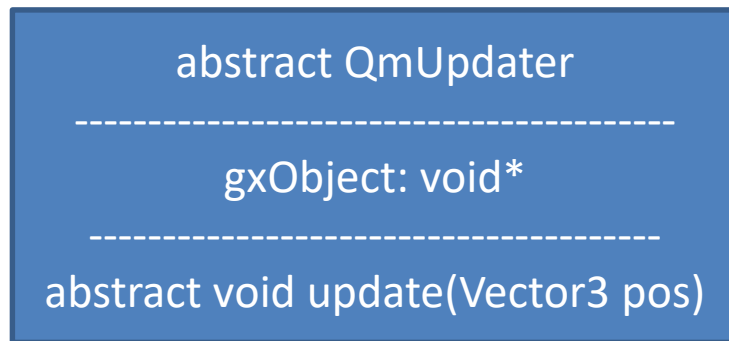 abstract QmUpdater
-----------------------------------------
gxObject: void*
---------------------------------------
abstract void update(Vector3 pos)